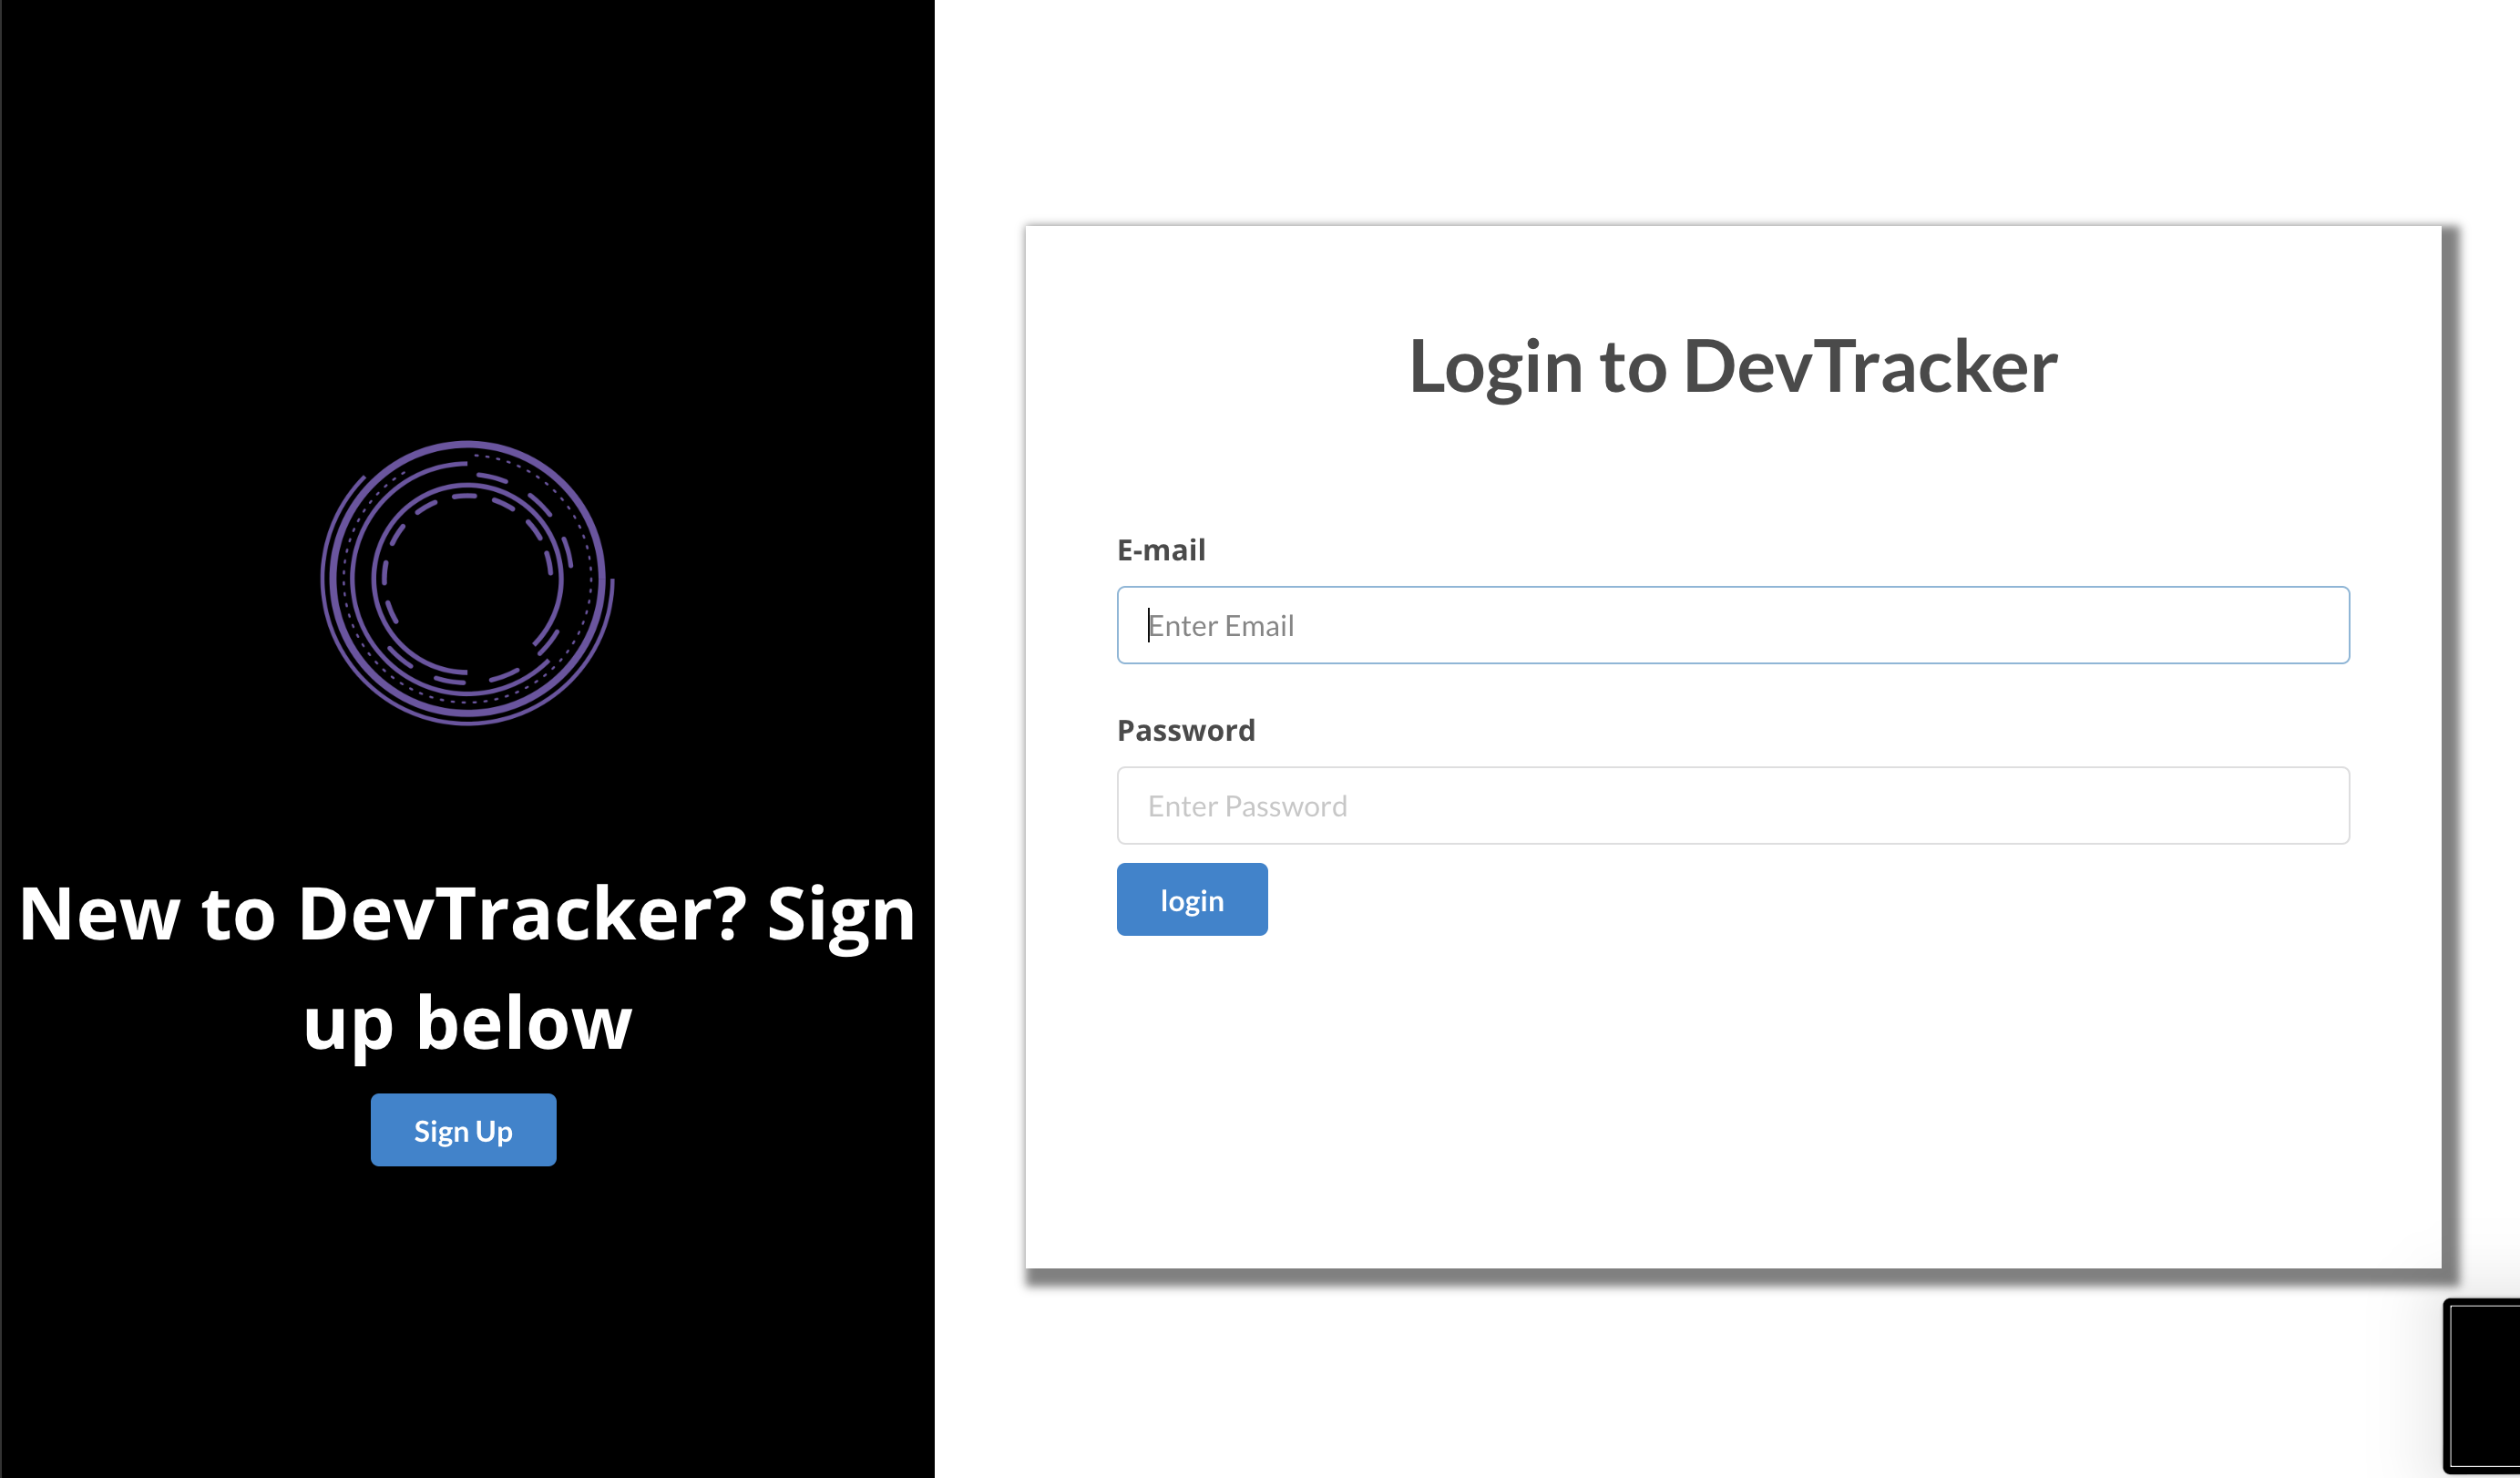 New to DevTracker? Sign
up below
Sign Up
Login to DevTracker
E-mail
Enter Email
Password
Enter Password
login